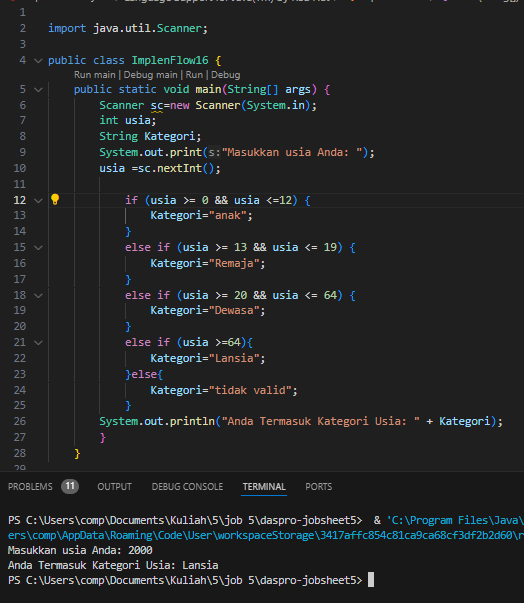 1
2 import java.util.Scanner;
3
4 public class ImplenFlow16 {
Run main | Debug main | Run | Debug
5 public static void main(String[] args) {
6 Scanner sc=new Scanner(System.in);
7 int usia;
8 String Kategori;
9 System.out.print(s:"Masukkan usia Anda: ");
10 usia =sc.nextInt();
11
12 if (usia >= 0 && usia <=12) {
13 Kategori="anak";
14 }
15 else if (usia >= 13 && usia <= 19) {
16 Kategori="Remaja";
17 }
18 else if (usia >= 20 && usia <= 64) {
19 Kategori="Dewasa";
20 }
21 else if (usia >=64){
22 Kategori="Lansia";
23 }else{
24 Kategori="tidak valid";
25 }
26 System.out.println("Anda Termasuk Kategori Usia: " + Kategori);
27 }
28 }
29
PROBLEMS 11 OUTPUT DEBUG CONSOLE TERMINAL PORTS
PS C:\Users\comp\Documents\Kuliah\5\job 5\daspro-jobsheet5> & 'C:\Program Files\Java\
ers\comp\AppData\Roaming\Code\User\workspaceStorage\3417affc854c81ca9ca68cf3df2b2d60\r
Masukkan usia Anda: 2000
Anda Termasuk Kategori Usia: Lansia
PS C:\Users\comp\Documents\Kuliah\5\job 5\daspro-jobsheet5>